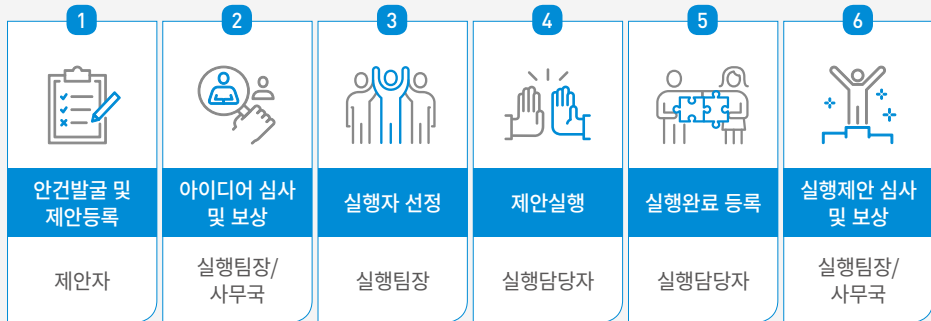 1
안건발굴 및
제안등록
제안자
2
아이디어 심사
및 보상
실행팀장/
사무국
3
실행자 선정
실행팀장
4
제안실행
실행담당자
5
실행완료 등록
실행담당자
6
실행제안 심사
및 보상
실행팀장/
사무국